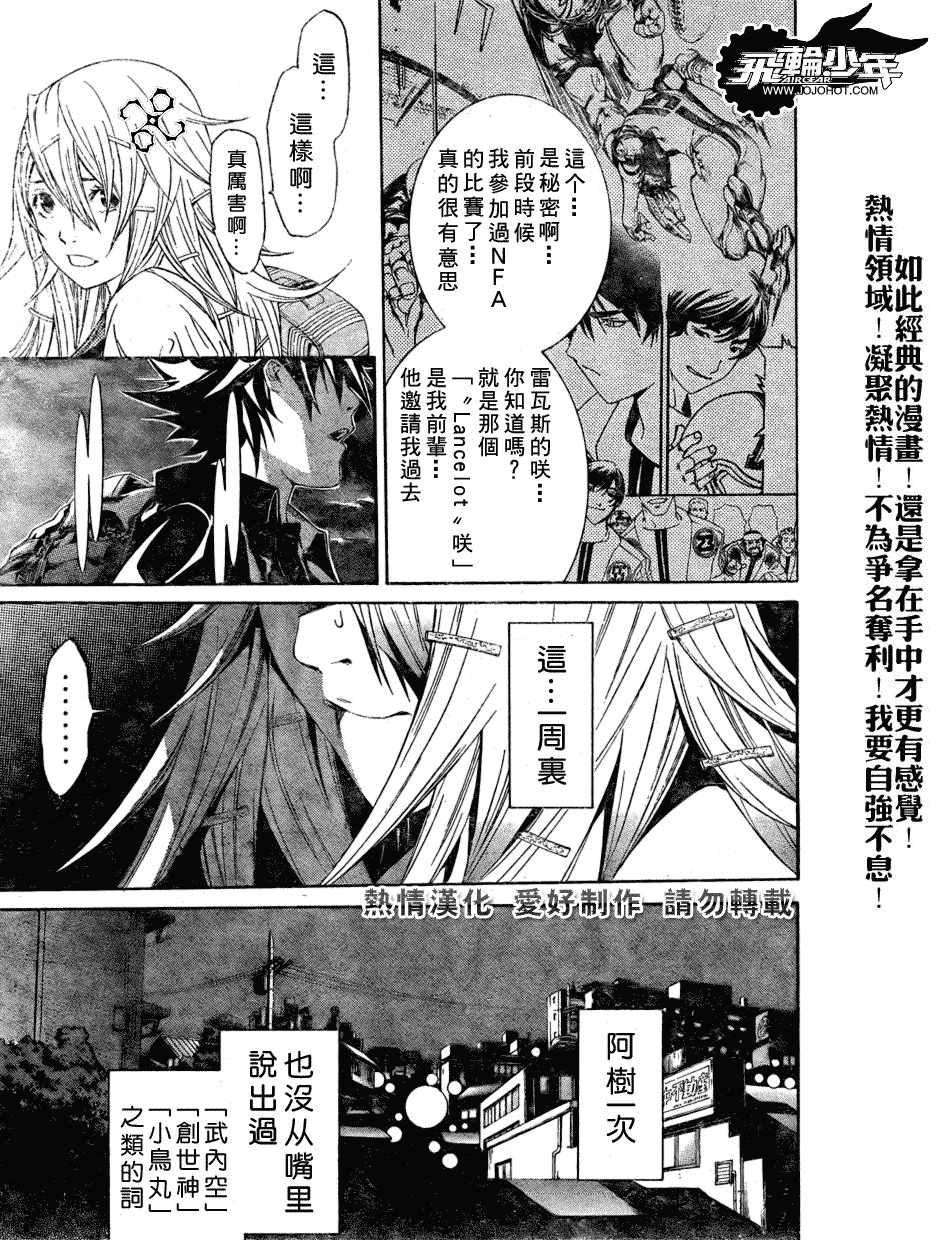 飛輪少年
AIRGEAR
WWW.JOJOHOT.COM
如此經典的漫畫！還是拿在手中才更有感覺！
熱情領域！凝聚熱情！不為爭名奪利！我要自強不息！
這个…
是秘密啊…
前段時候
我參加過NFA
的比賽了…
真的很有意思
雷瓦斯的咲…
你知道嗎？
就是那個
「〝Lancelot〞咲」
是我前輩…
他邀請我過去
這…
這樣啊…
真厲害啊…
這…一周裏
………
熱情漢化 愛好制作 請勿轉載
阿樹一次
也沒从嘴里
說出過
「武內空」
「創世神」
「小鳥丸」
之類的詞